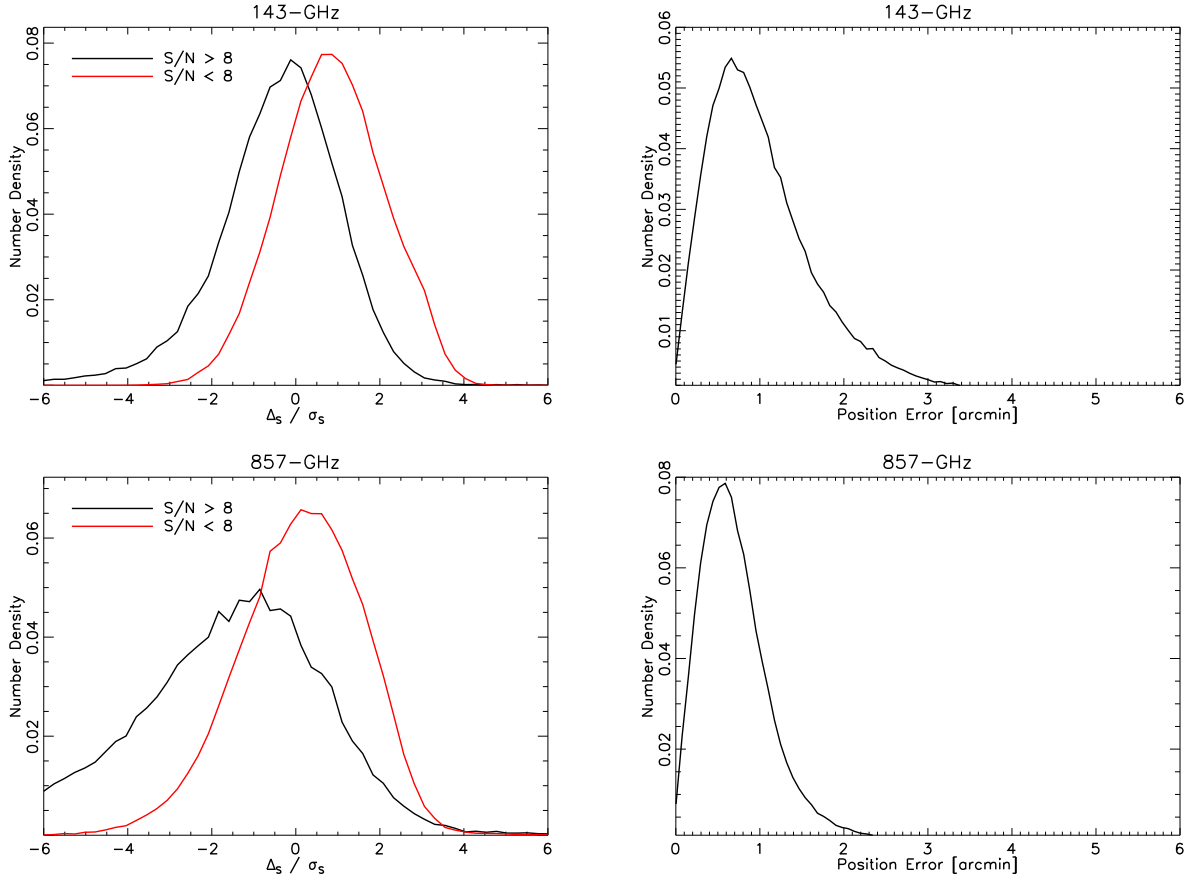 143-GHz
S/N > 8
S/N < 8
Number Density
0.02
0.04
0.06
0.08
-6
-4
-2
0
2
4
6
Δs / σs
143-GHz
Number Density
0.01
0.02
0.03
0.04
0.05
0.06
0
1
2
3
4
5
6
Position Error [arcmin]
857-GHz
S/N > 8
S/N < 8
Number Density
0.02
0.04
0.06
-6
-4
-2
0
2
4
6
Δs / σs
857-GHz
Number Density
0.02
0.04
0.06
0.08
0
1
2
3
4
5
6
Position Error [arcmin]